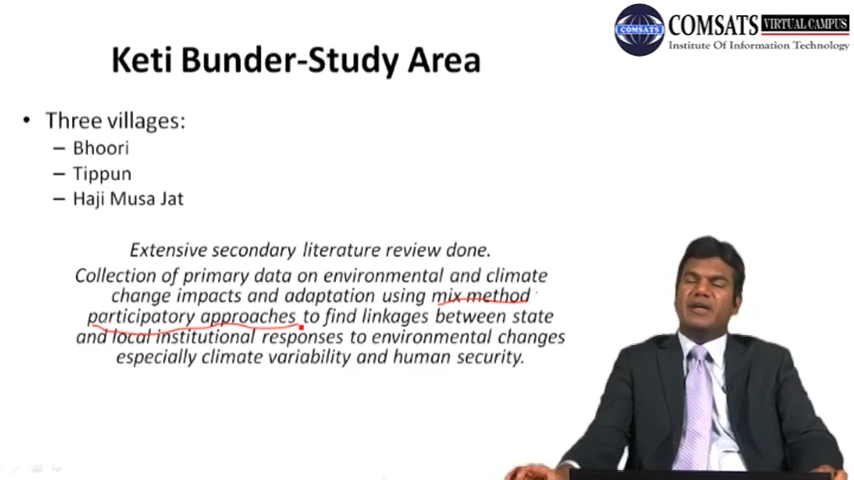 COMSATS VIRTUAL CAMPUS
COMSATS
Institute Of Information Technology
Keti Bunder-Study Area
• Three villages:
– Bhoori
– Tippun
– Haji Musa Jat
Extensive secondary literature review done.
Collection of primary data on environmental and climate
change impacts and adaptation using mix method
participatory approaches to find linkages between state
and local institutional responses to environmental changes
especially climate variability and human security.